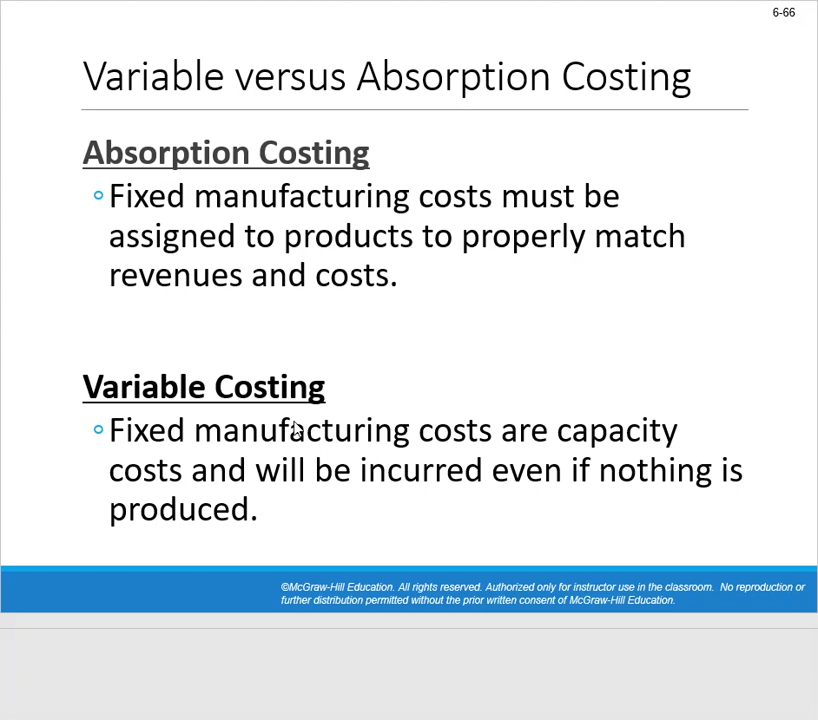 6-66
Variable versus Absorption Costing
Absorption Costing
Fixed manufacturing costs must be
assigned to products to properly match
revenues and costs.
Variable Costing
Fixed manufacturing costs are capacity
costs and will be incurred even if nothing is
produced.
©McGraw-Hill Education. All rights reserved. Authorized only for instructor use in the classroom. No reproduction or
further distribution permitted without the prior written consent of McGraw-Hill Education.